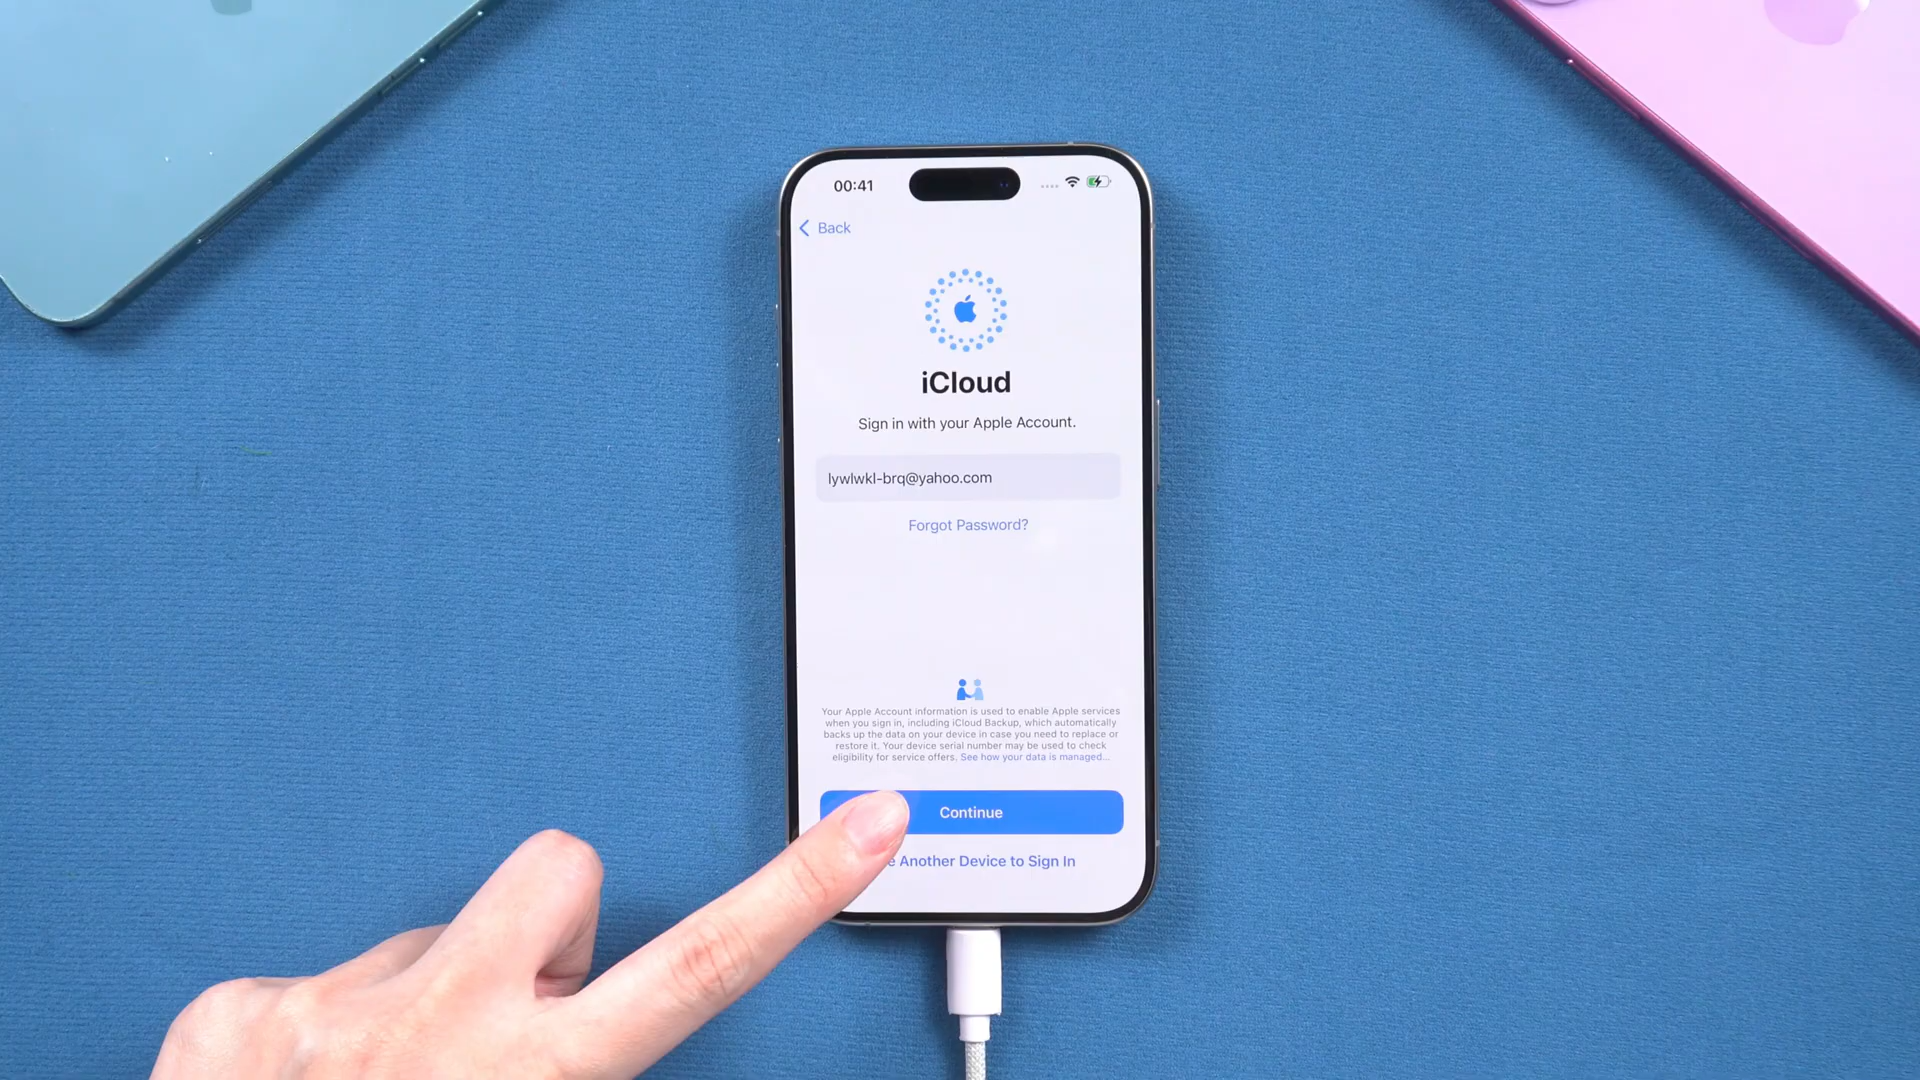 00:41
Back
iCloud
Sign in with your Apple Account.
lywlwkl-brq@yahoo.com
Forgot Password?
Your Apple Account information is used to enable Apple services
when you sign in, including iCloud Backup, which automatically
backs up the data on your device in case you need to replace or
restore it. Your device serial number may be used to check
eligibility for service offers. See how your data is managed...
Continue
Another Device to Sign In